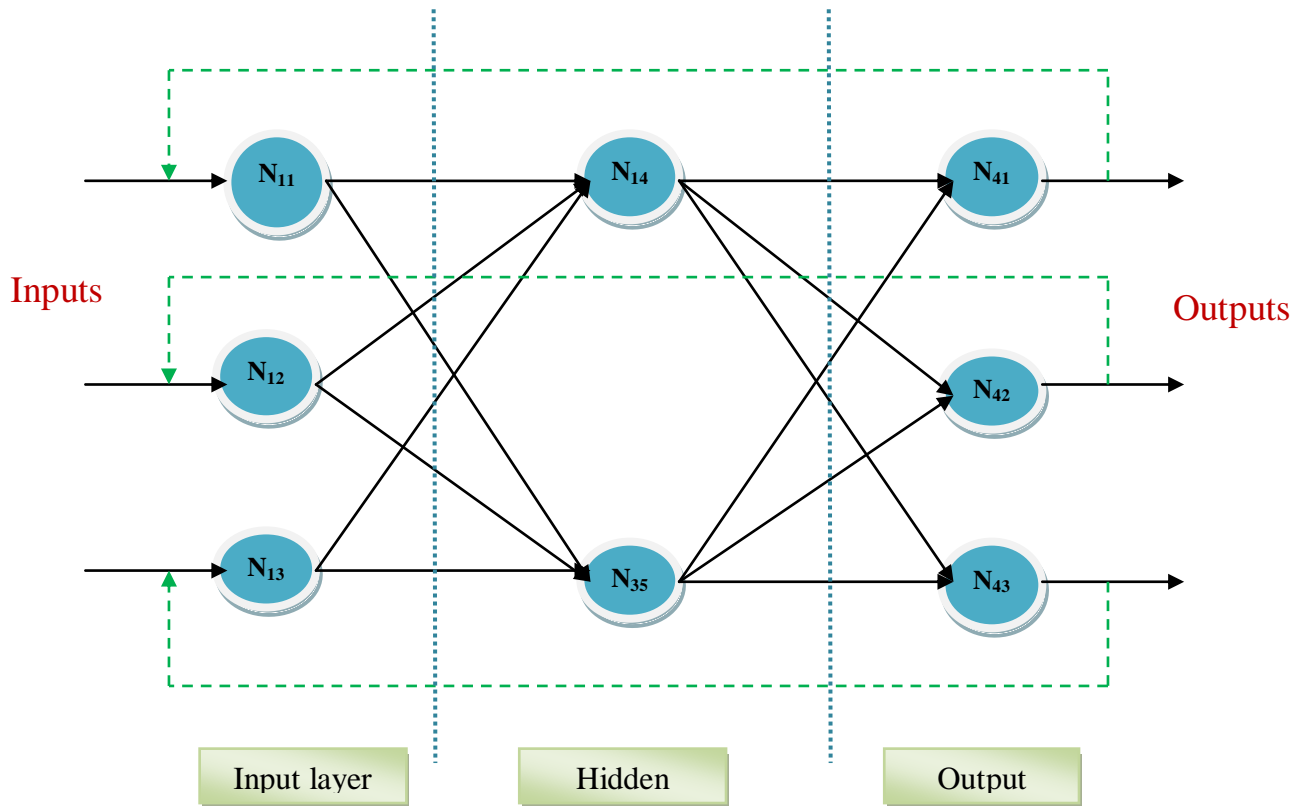 N11
N14
N41
Inputs
Outputs
N12
N42
N13
N35
N43
Input layer
Hidden
Output